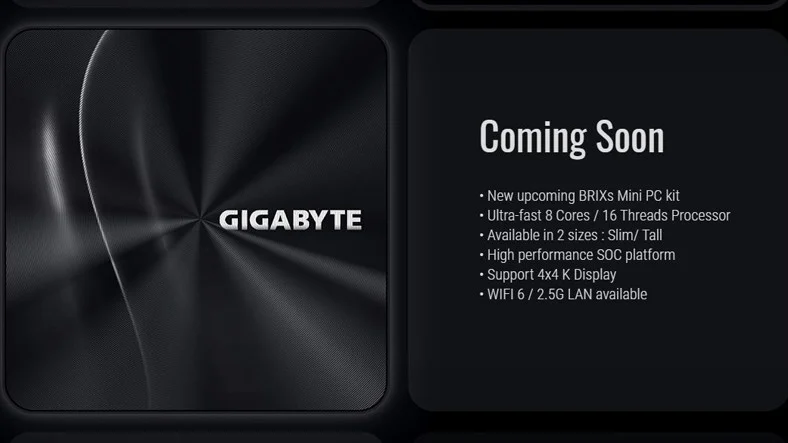 GIGABYTE
Coming Soon
• New upcoming BRIXs Mini PC kit
• Ultra-fast 8 Cores / 16 Threads Processor
• Available in 2 sizes : Slim/ Tall
• High performance SOC platform
• Support 4x4 K Display
• WIFI 6 / 2.5G LAN available